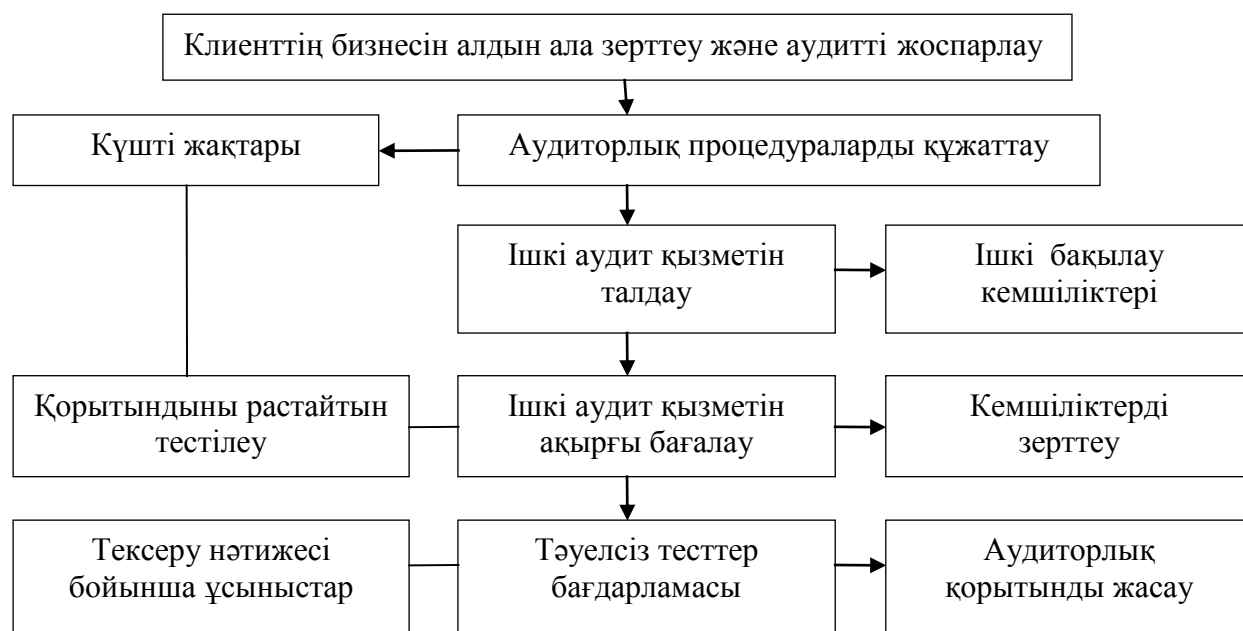 Клиенттің бизнесін алдын ала зерттеу және аудитті жоспарлау
Күшті жақтары
Аудиторлық процедураларды құжаттау
Ішкі аудит қызметін
талдау
Ішкі бақылау
кемшіліктері
Қорытындыны растайтын
тестілеу
Ішкі аудит қызметін
ақырғы бағалау
Кемшіліктерді
зерттеу
Тексеру нәтижесі
бойынша ұсыныстар
Тәуелсіз тесттер
бағдарламасы
Аудиторлық
қорытынды жасау